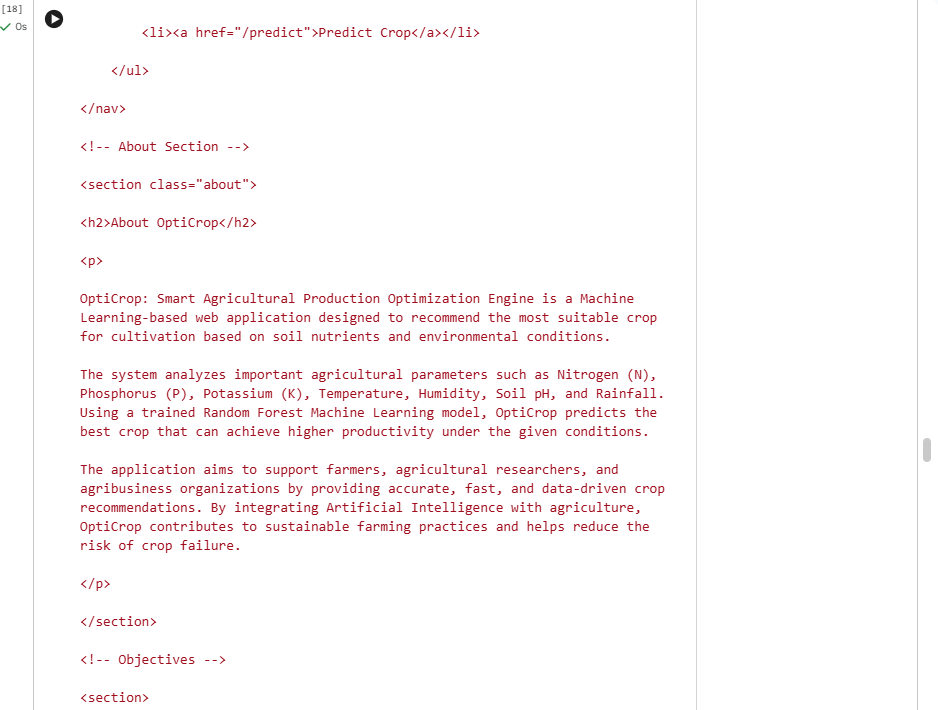 [18]
0s
<li><a href="/predict">Predict Crop</a></li>
</ul>
</nav>
<!-- About Section -->
<section class="about">
<h2>About OptiCrop</h2>
<p>
OptiCrop: Smart Agricultural Production Optimization Engine is a Machine
Learning-based web application designed to recommend the most suitable crop
for cultivation based on soil nutrients and environmental conditions.
The system analyzes important agricultural parameters such as Nitrogen (N),
Phosphorus (P), Potassium (K), Temperature, Humidity, Soil pH, and Rainfall.
Using a trained Random Forest Machine Learning model, OptiCrop predicts the
best crop that can achieve higher productivity under the given conditions.
The application aims to support farmers, agricultural researchers, and
agribusiness organizations by providing accurate, fast, and data-driven crop
recommendations. By integrating Artificial Intelligence with agriculture,
OptiCrop contributes to sustainable farming practices and helps reduce the
risk of crop failure.
</p>
</section>
<!-- Objectives -->
<section>